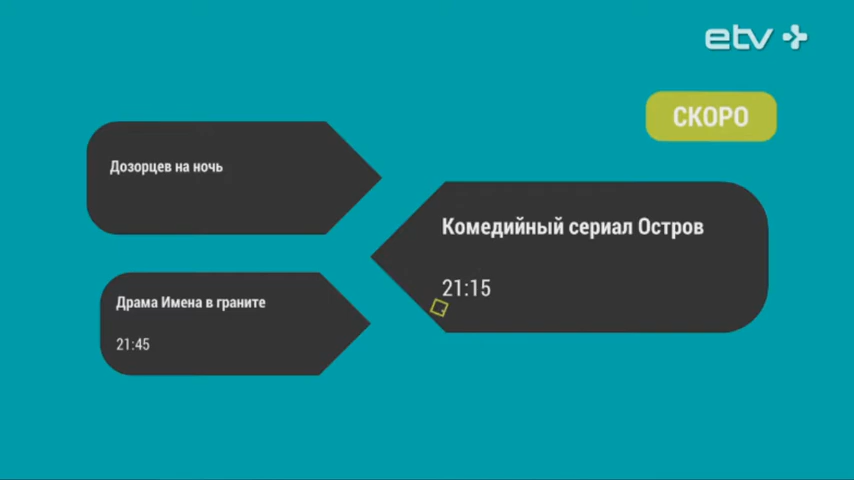 etv+
СКОРО
Дозорцев на ночь
Комедийный сериал Остров
21:15
Драма Имена в граните
21:45